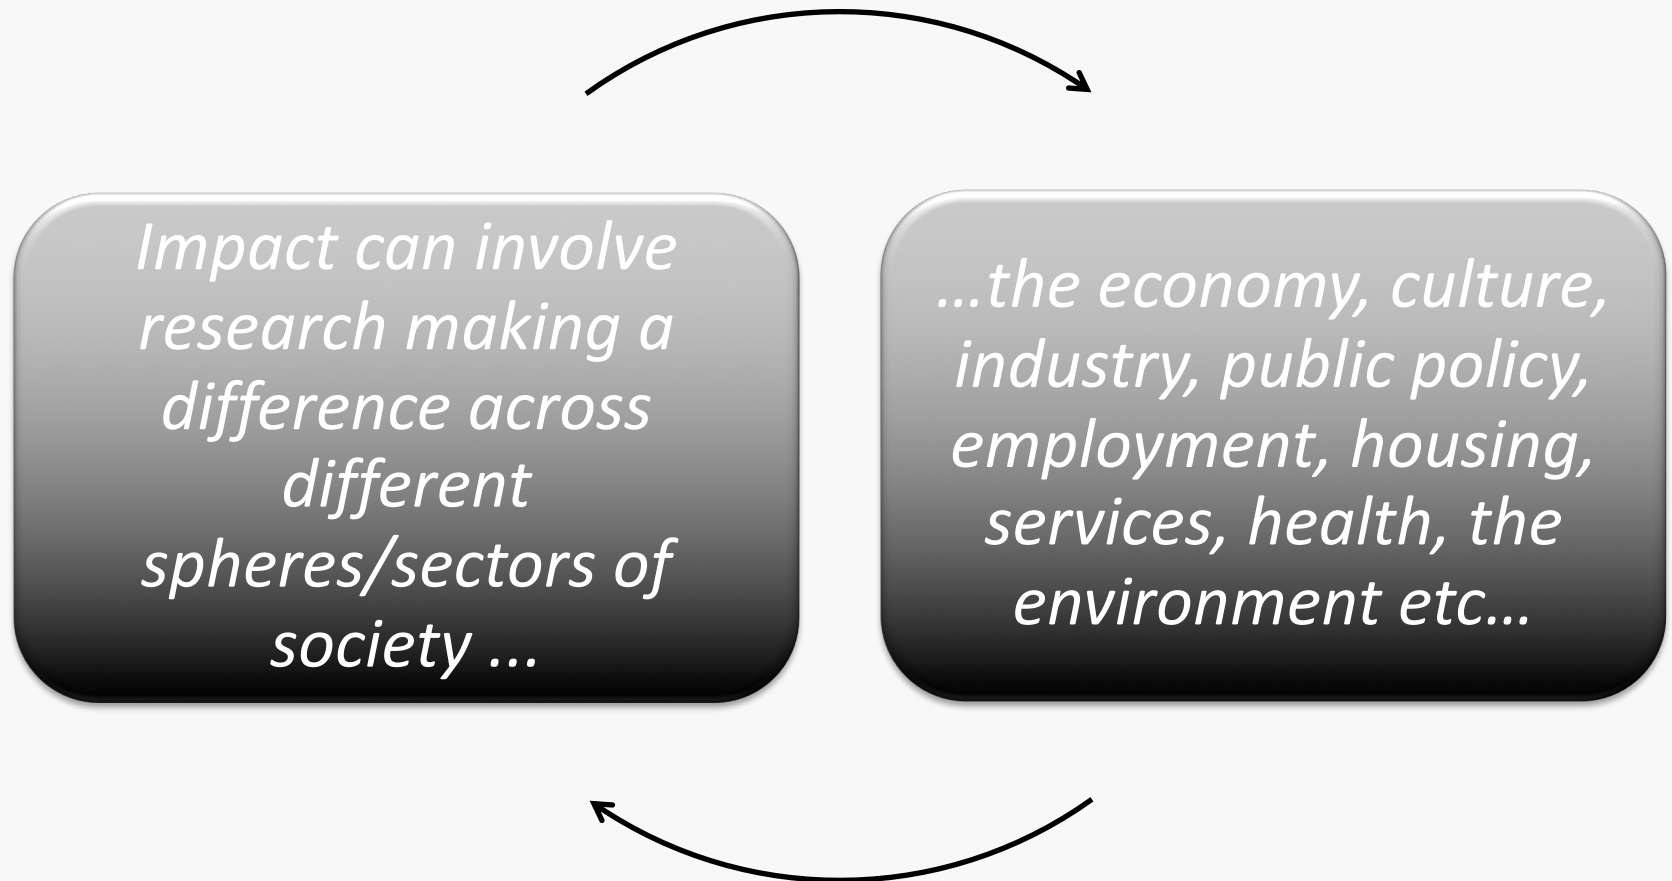 Impact can involve
research making a
difference across
different
spheres/sectors of
society ...
…the economy, culture,
industry, public policy,
employment, housing,
services, health, the
environment etc…